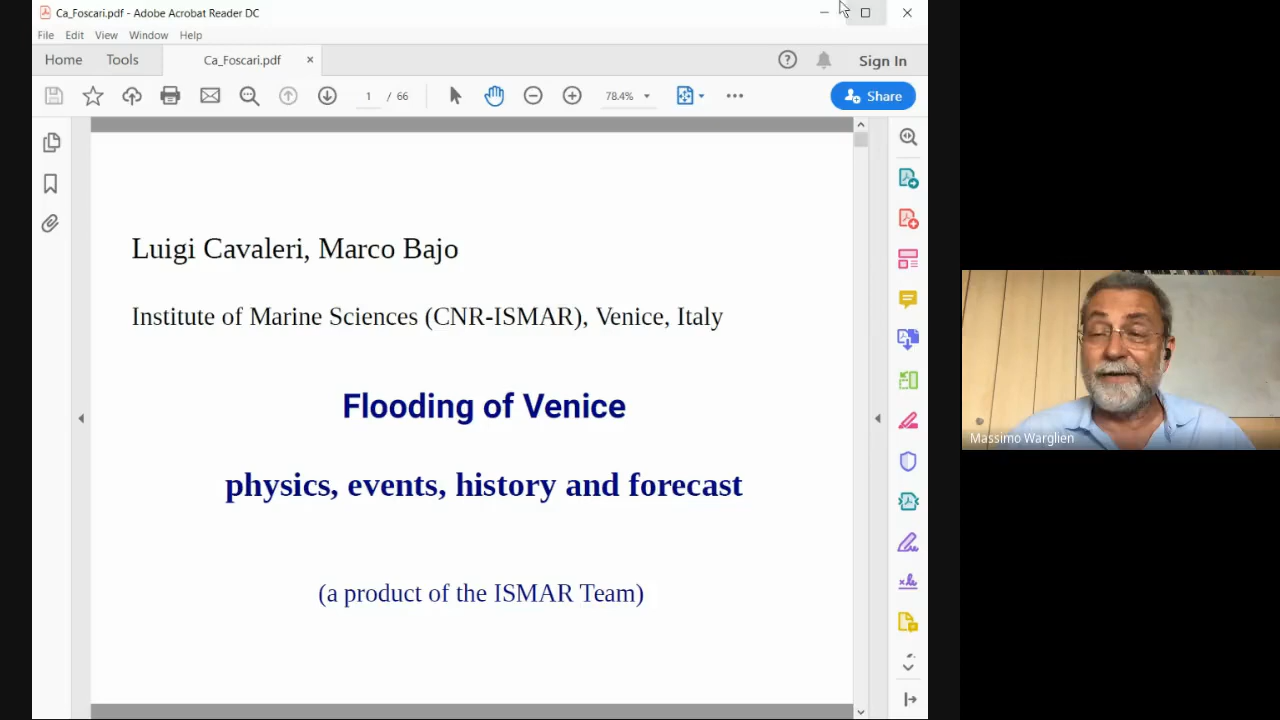 Ca_Foscari.pdf - Adobe Acrobat Reader DC
File Edit View Window Help
Home Tools Ca_Foscari.pdf × Sign In
1 / 66 78.4% Share
Luigi Cavaleri, Marco Bajo
Institute of Marine Sciences (CNR-ISMAR), Venice, Italy
Flooding of Venice
physics, events, history and forecast
(a product of the ISMAR Team)
Massimo Warglien